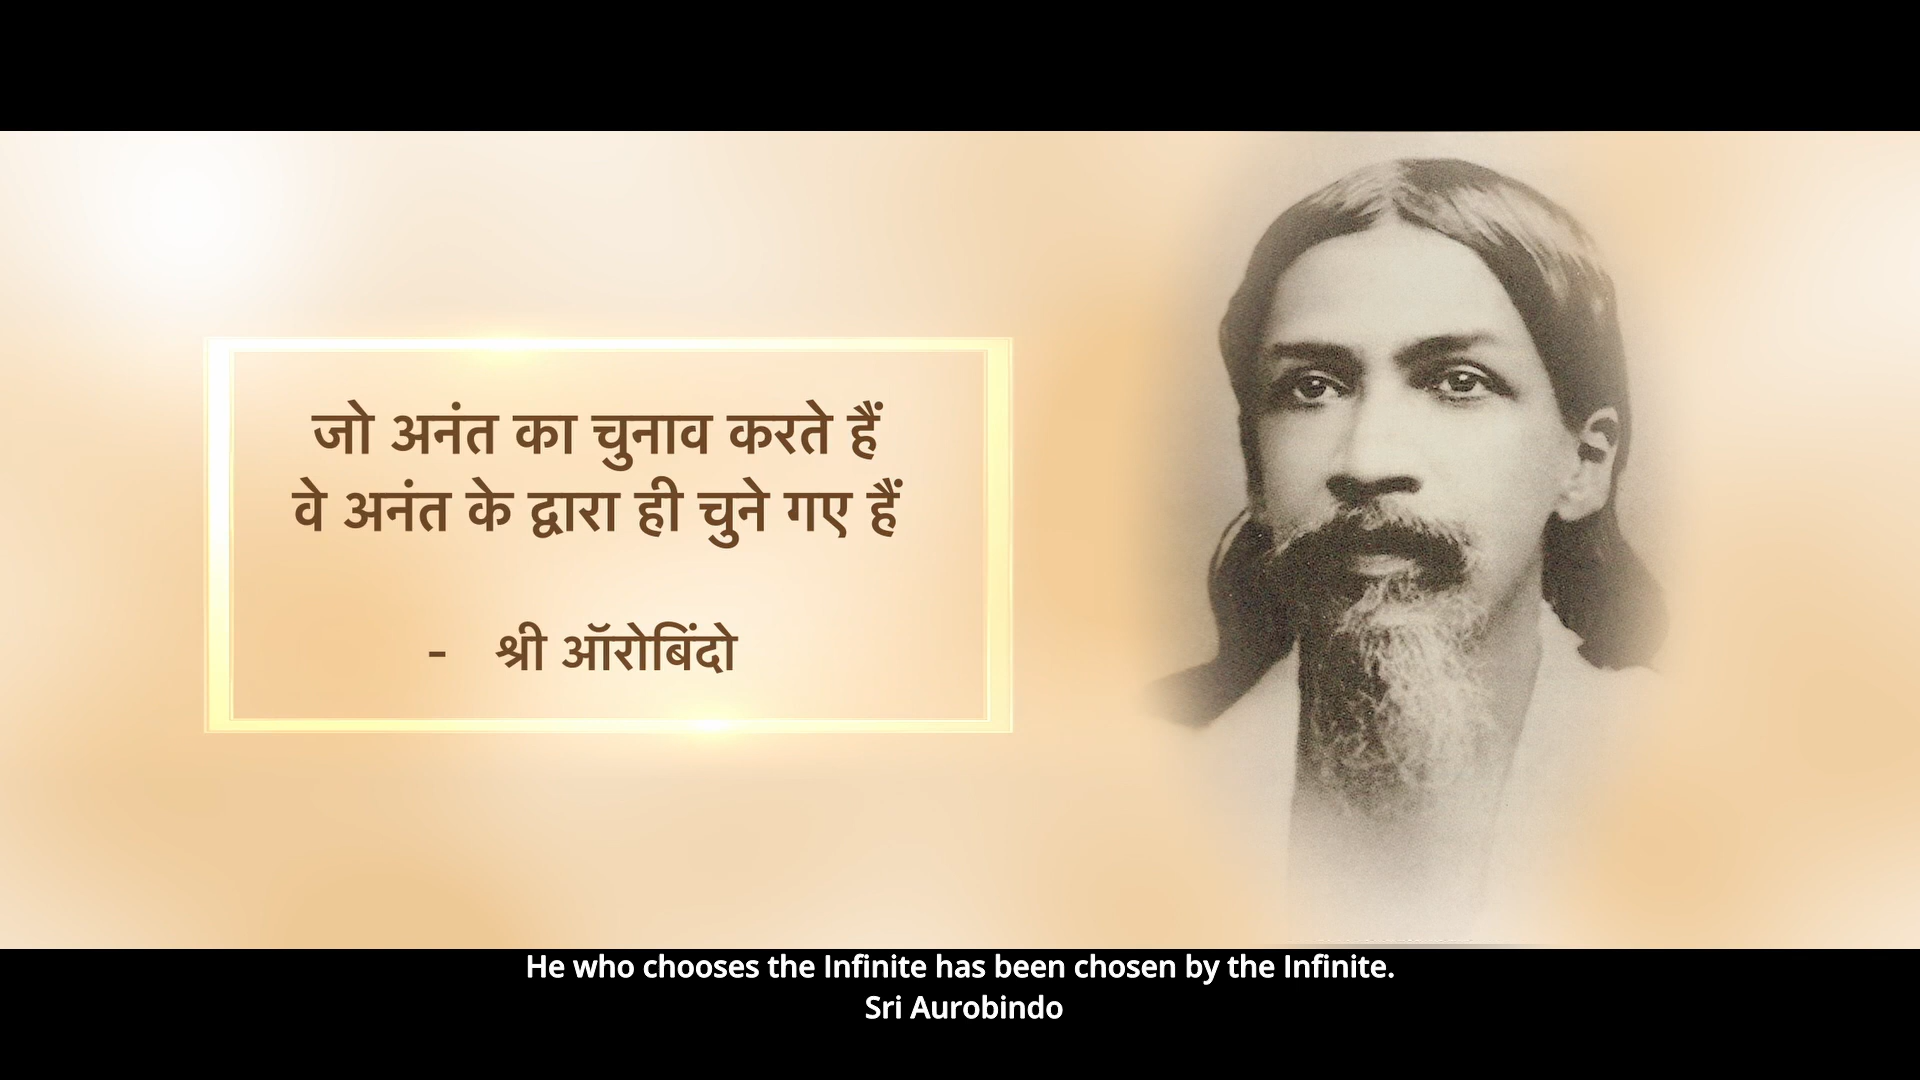 जो अनंत का चुनाव करते हैं
वे अनंत के द्वारा ही चुने गए हैं
- श्री ऑरोबिंदो
He who chooses the Infinite has been chosen by the Infinite.
Sri Aurobindo